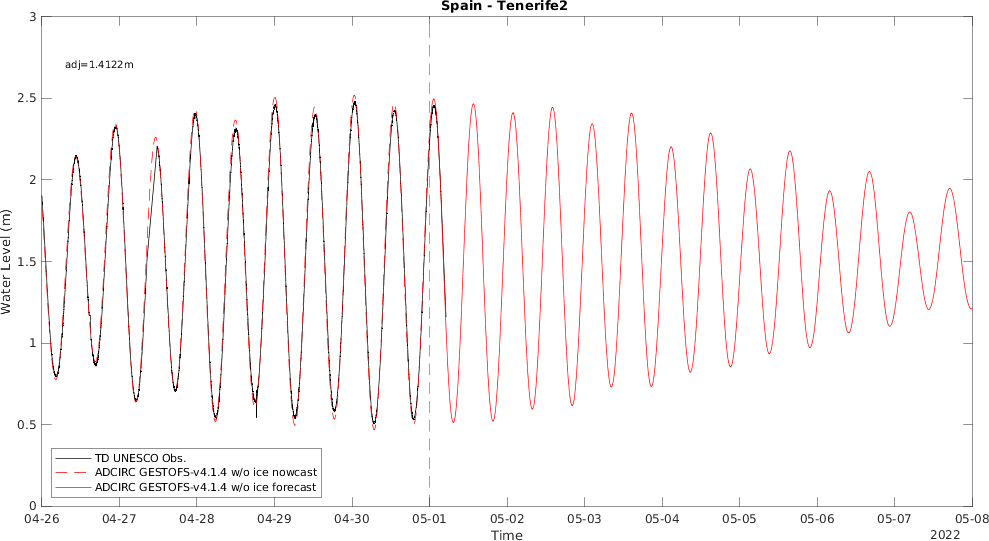 Spain - Tenerife2
3
adj=1.4122m
2.5
2
1.5
1
0.5
0
Water Level (m)
TD UNESCO Obs.
ADCIRC GESTOFS-v4.1.4 w/o ice nowcast
ADCIRC GESTOFS-v4.1.4 w/o ice forecast
04-26 04-27 04-28 04-29 04-30 05-01 05-02 05-03 05-04 05-05 05-06 05-07 05-08
Time
2022